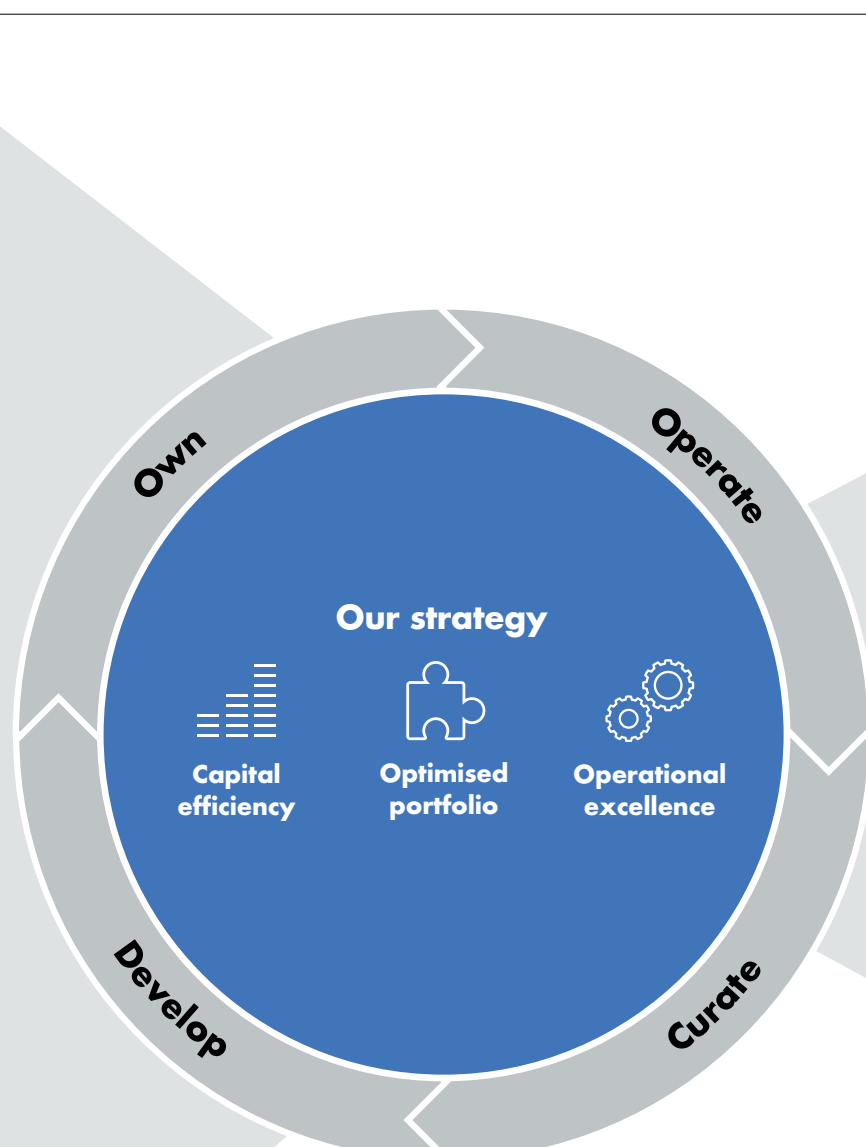 Own
Operate
Our strategy
Capital
efficiency
Optimised
portfolio
Operational
excellence
Develop
Curate